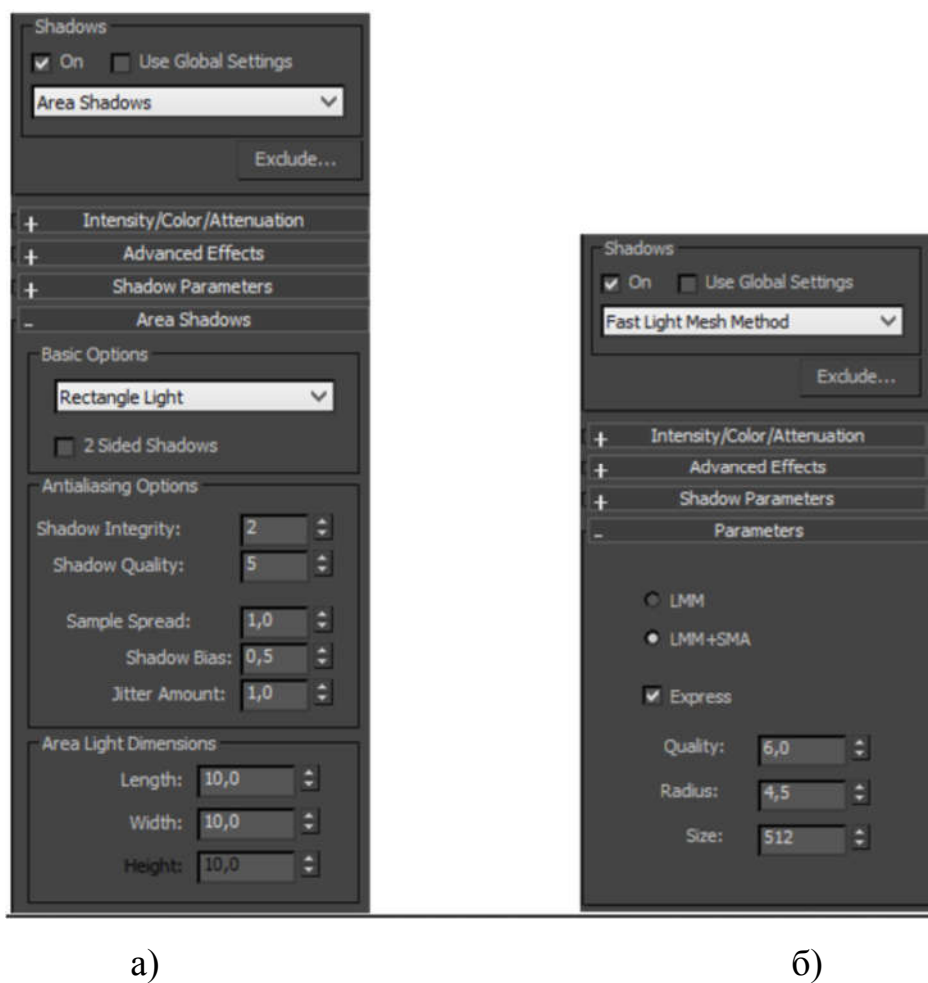 Shadows
On Use Global Settings
Area Shadows
Exclude...
+ Intensity/Color/Attenuation
+ Advanced Effects
+ Shadow Parameters
- Area Shadows
Basic Options
Rectangle Light
2 Sided Shadows
Antialiasing Options
Shadow Integrity: 2
Shadow Quality: 5
Sample Spread: 1,0
Shadow Bias: 0,5
Jitter Amount: 1,0
Area Light Dimensions
Length: 10,0
Width: 10,0
Height: 10,0
а)
Shadows
On Use Global Settings
Fast Light Mesh Method
Exclude...
+ Intensity/Color/Attenuation
+ Advanced Effects
+ Shadow Parameters
- Parameters
LMM
LMM+SMA
Express
Quality: 6,0
Radius: 4,5
Size: 512
б)